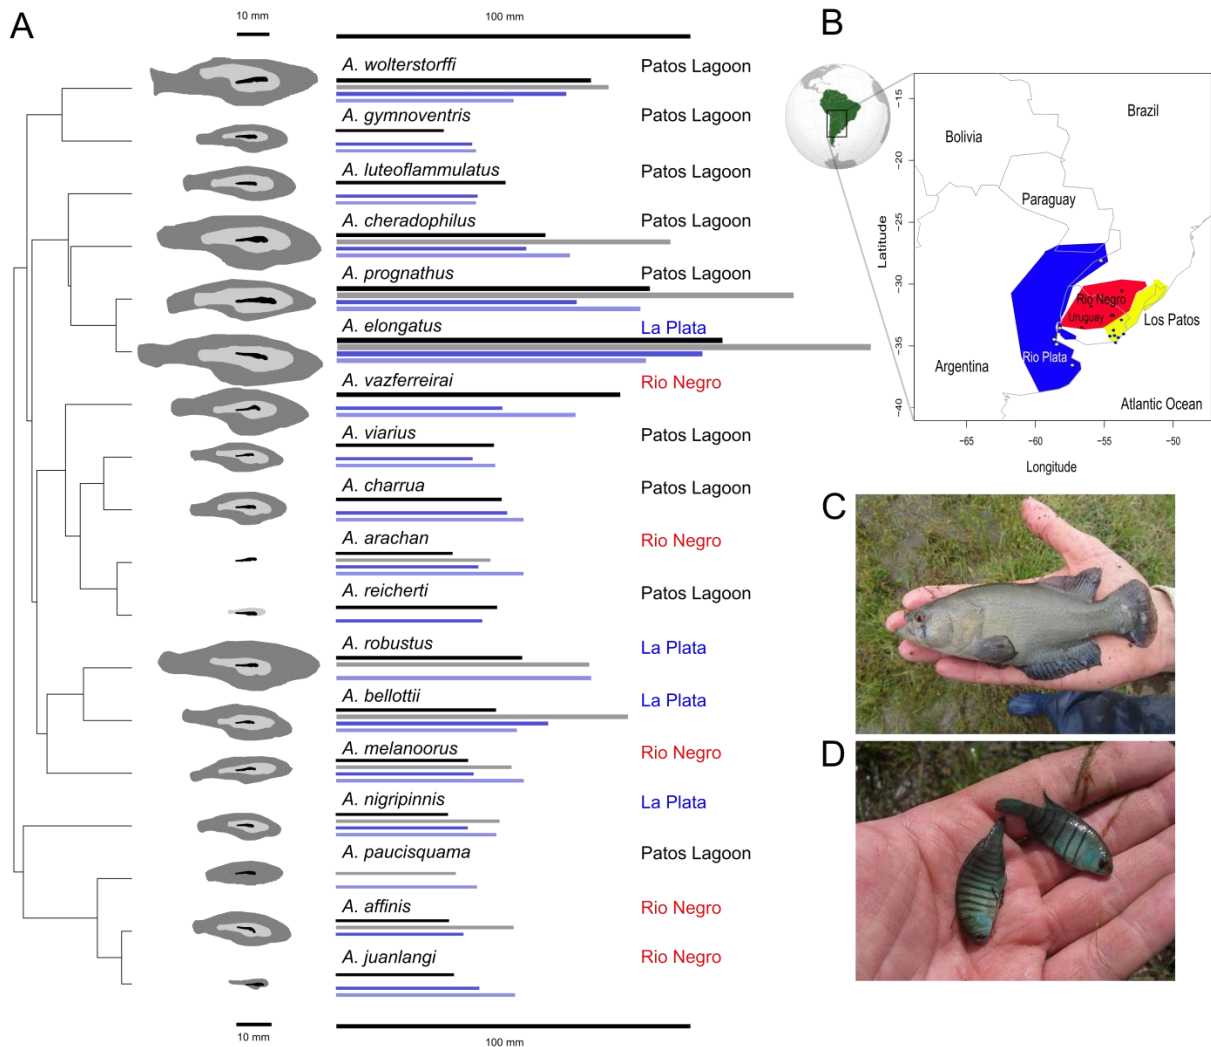 A
10 mm
100 mm
A. wolterstorffi Patos Lagoon
A. gymnoventris Patos Lagoon
A. luteoflammulatus Patos Lagoon
A. cheradophilus Patos Lagoon
A. prognathus Patos Lagoon
A. elongatus La Plata
A. vazferreirai Rio Negro
A. viarius Patos Lagoon
A. charrua Patos Lagoon
A. arachan Rio Negro
A. reicherti Patos Lagoon
A. robustus La Plata
A. bellottii La Plata
A. melanoorus Rio Negro
A. nigripinnis La Plata
A. paucisquama Patos Lagoon
A. affinis Rio Negro
A. juanlangi Rio Negro
10 mm
100 mm
B
Brazil
Bolivia
Paraguay
Rio Negro
Uruguay
Los Patos
Rio Plata
Argentina
Atlantic Ocean
Latitude
−15
−20
−25
−30
−35
−40
−65 −60 −55 −50
Longitude
C
D